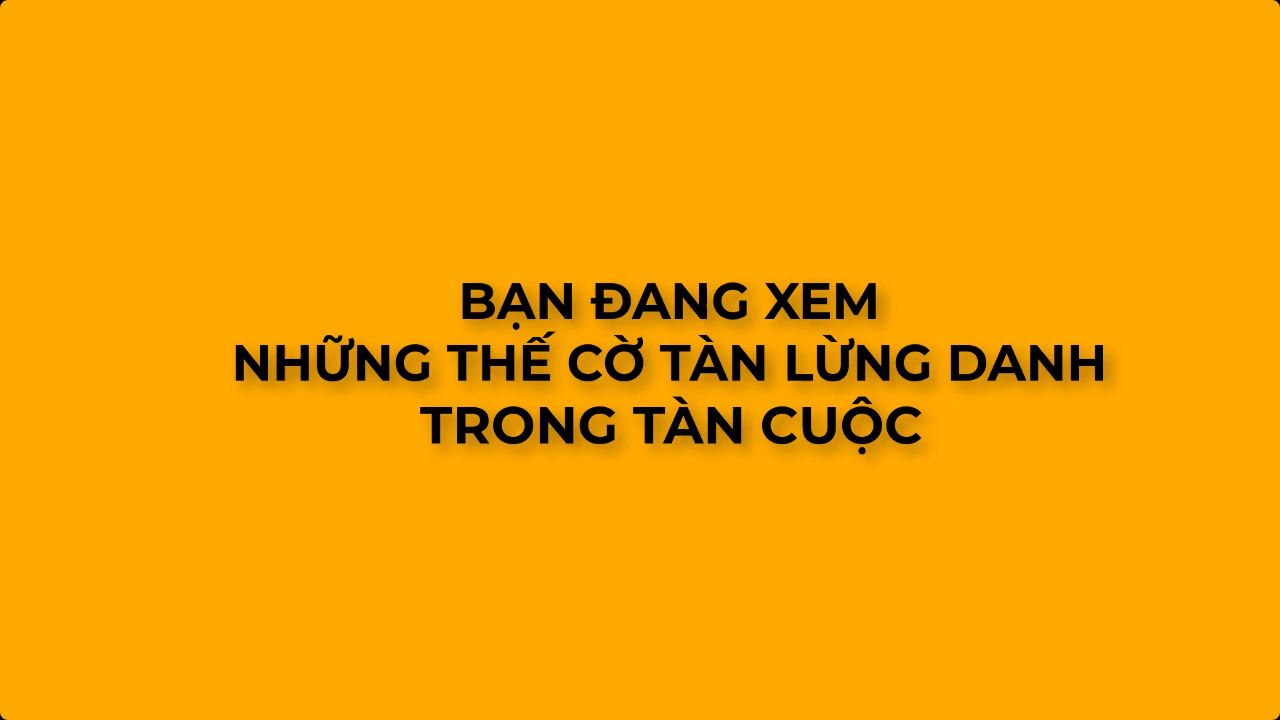 BẠN ĐANG XEM
NHỮNG THẾ CỜ TÀN LỪNG DANH
TRONG TÀN CUỘC